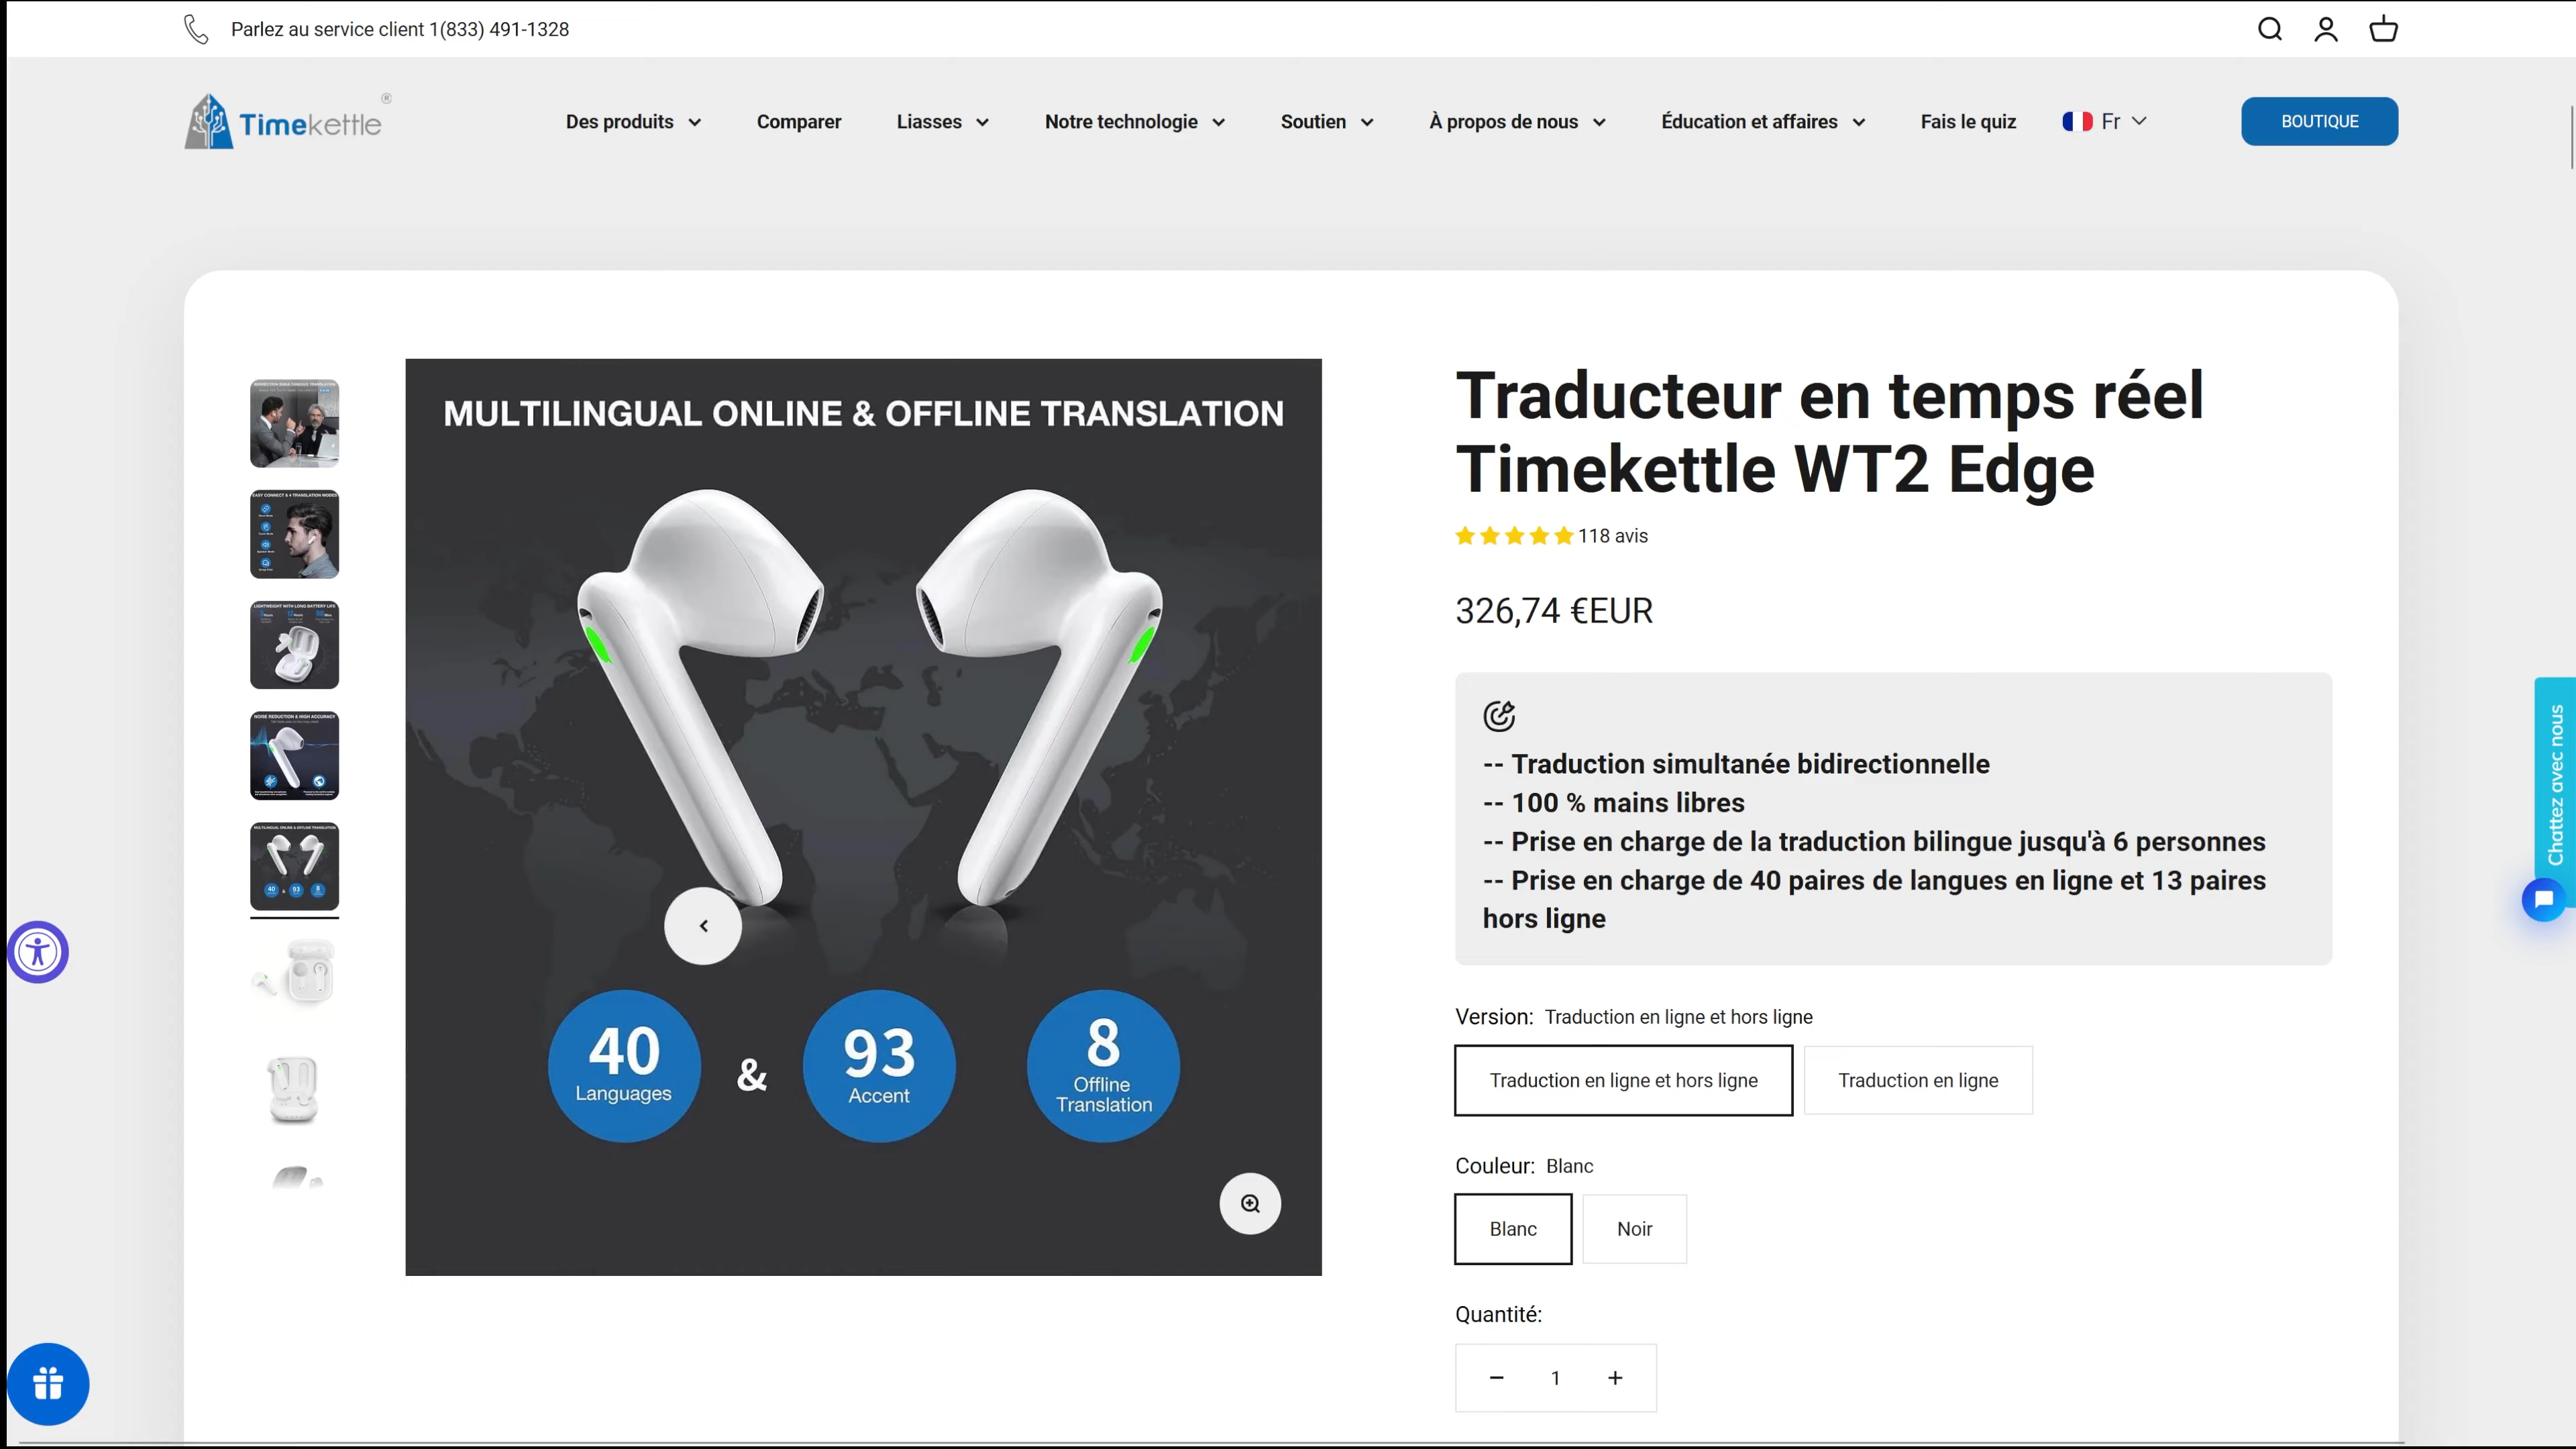 Parlez au service client 1(833) 491-1328
Timekettle®
Des produits
Comparer
Liasses
Notre technologie
Soutien
À propos de nous
Éducation et affaires
Fais le quiz
Fr
BOUTIQUE
MULTILINGUAL ONLINE & OFFLINE TRANSLATION
40
Languages
&
93
Accent
8
Offline
Translation
Traducteur en temps réel
Timekettle WT2 Edge
118 avis
326,74 €EUR
-- Traduction simultanée bidirectionnelle
-- 100 % mains libres
-- Prise en charge de la traduction bilingue jusqu'à 6 personnes
-- Prise en charge de 40 paires de langues en ligne et 13 paires
hors ligne
Version: Traduction en ligne et hors ligne
Traduction en ligne et hors ligne
Traduction en ligne
Couleur: Blanc
Blanc
Noir
Quantité:
− 1 +
Chattez avec nous